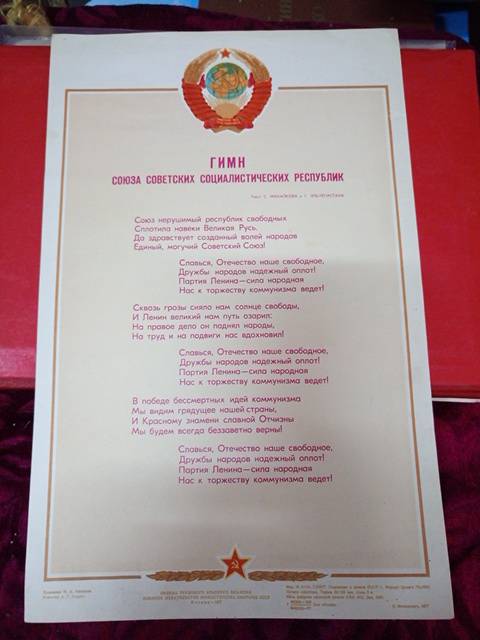 ГИМН
СОЮЗА СОВЕТСКИХ СОЦИАЛИСТИЧЕСКИХ РЕСПУБЛИК
Текст С. МИХАЛКОВА и Г. ЭЛЬ-РЕГИСТАНА
Союз нерушимый республик свободных
Сплотила навеки Великая Русь.
Да здравствует созданный волей народов
Единый, могучий Советский Союз!
Славься, Отечество наше свободное,
Дружбы народов надежный оплот!
Партия Ленина—сила народная
Нас к торжеству коммунизма ведет!
Сквозь грозы сияло нам солнце свободы,
И Ленин великий нам путь озарил:
На правое дело он поднял народы,
На труд и на подвиги нас вдохновил!
Славься, Отечество наше свободное,
Дружбы народов надежный оплот!
Партия Ленина—сила народная
Нас к торжеству коммунизма ведет!
В победе бессмертных идей коммунизма
Мы видим грядущее нашей страны,
И Красному знамени славной Отчизны
Мы будем всегда беззаветно верны!
Славься, Отечество наше свободное,
Дружбы народов надежный оплот!
Партия Ленина—сила народная
Нас к торжеству коммунизма ведет!